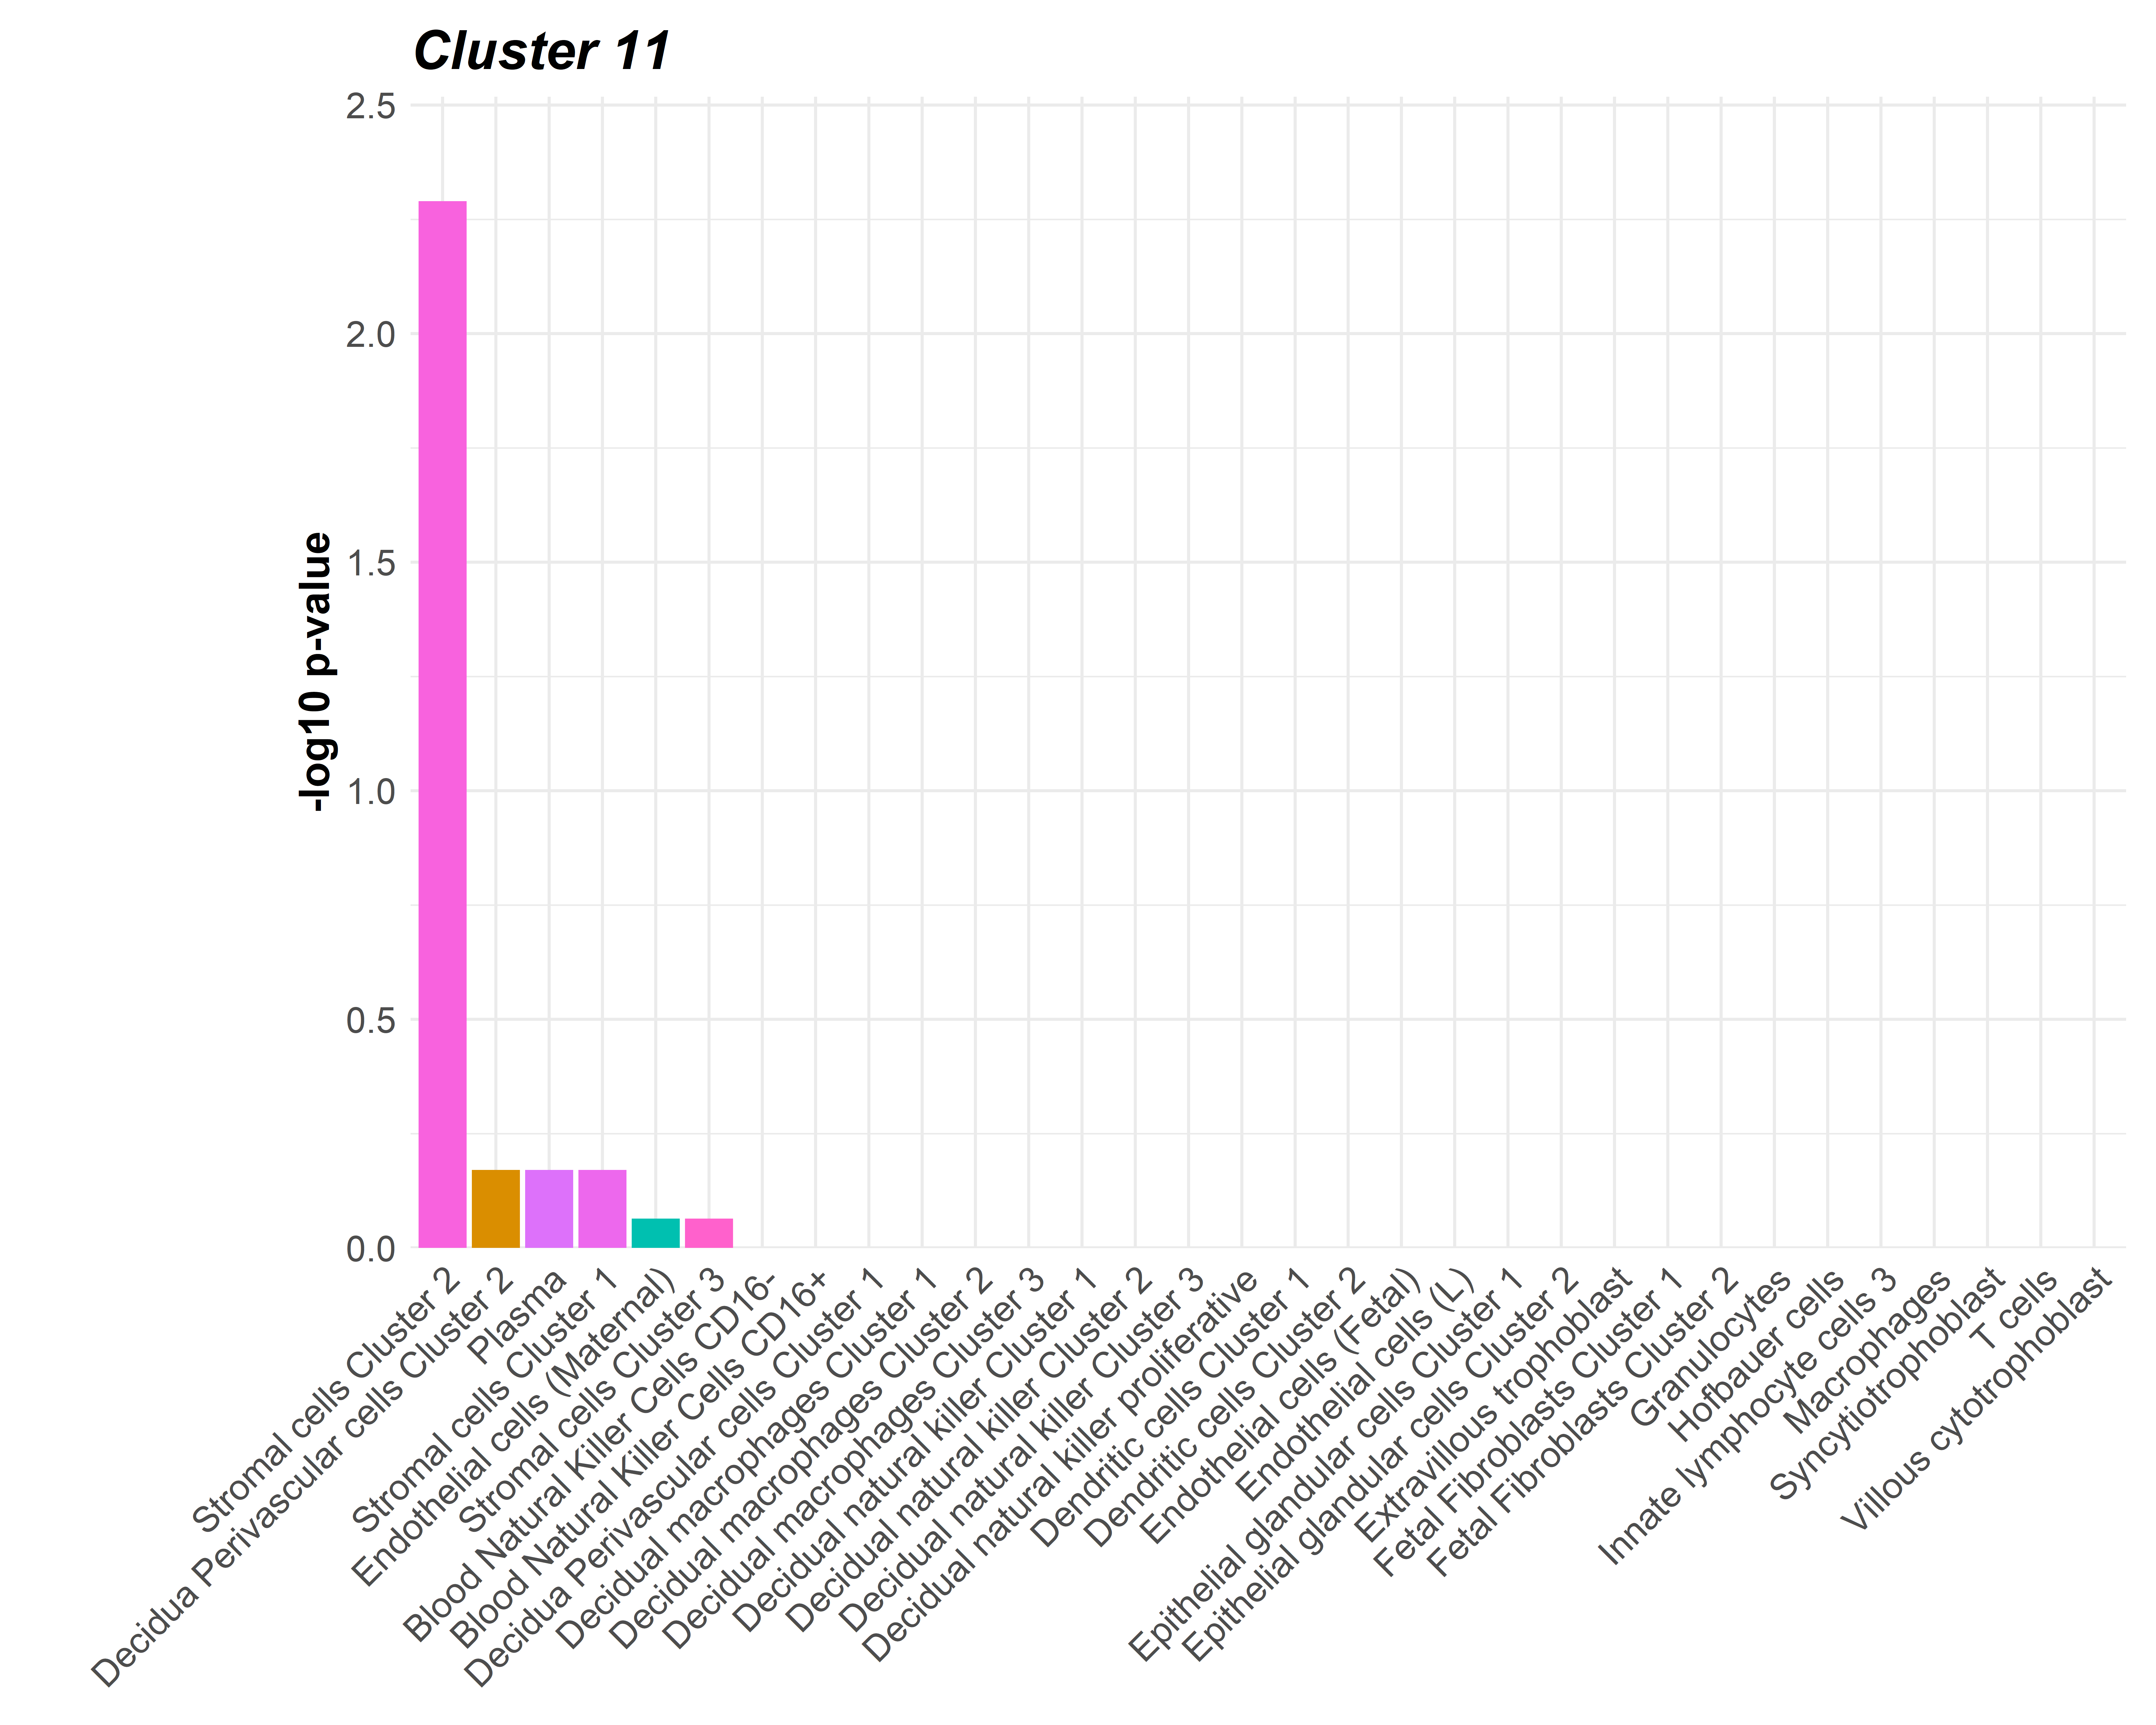 Cluster 11
-log10 p-value
2.5
2.0
1.5
1.0
0.5
0.0
Stromal cells Cluster 2
Decidua Perivascular cells Cluster 2
Plasma
Stromal cells Cluster 1
Endothelial cells (Maternal)
Stromal cells Cluster 3
Blood Natural Killer Cells CD16-
Blood Natural Killer Cells CD16+
Decidua Perivascular cells Cluster 1
Decidual macrophages Cluster 1
Decidual macrophages Cluster 2
Decidual macrophages Cluster 3
Decidual natural killer Cluster 1
Decidual natural killer Cluster 2
Decidual natural killer Cluster 3
Decidual natural killer proliferative
Dendritic cells Cluster 1
Dendritic cells Cluster 2
Endothelial cells (Fetal)
Endothelial cells (L)
Epithelial glandular cells Cluster 1
Epithelial glandular cells Cluster 2
Extravillous trophoblast
Fetal Fibroblasts Cluster 1
Fetal Fibroblasts Cluster 2
Granulocytes
Hofbauer cells
Innate lymphocyte cells 3
Macrophages
Syncytiotrophoblast
T cells
Villous cytotrophoblast